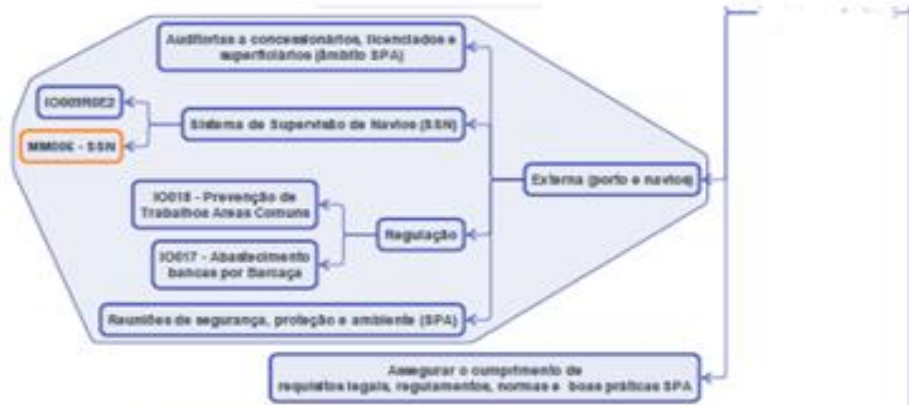 Auditorias a concessionários, licenciados e
superficiários (âmbito SPA)
IO009R0E2
Sistema de Supervisão de Navios (SSN)
MM006 - SSN
Externa (porto e navios)
IO018 - Prevenção de
Trabalhos Areas Comuns
Regulação
IO017 - Abastecimento
bancas por Barcaça
Reuniões de segurança, proteção e ambiente (SPA)
Assegurar o cumprimento de
requisitos legais, regulamentos, normas e boas práticas SPA